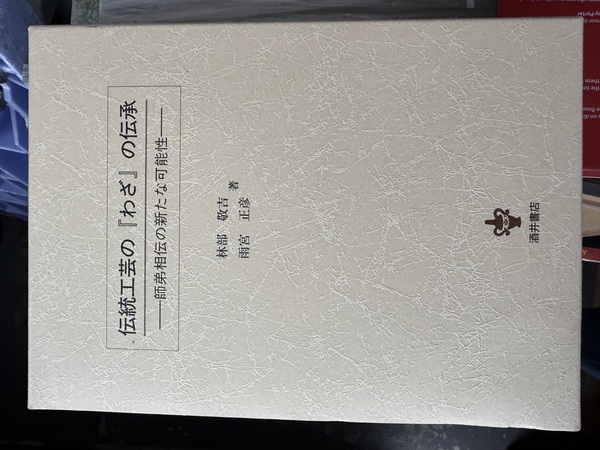 伝統工芸の『わざ』の伝承
——師弟相伝の新たな可能性——
林部 敬吉 著
雨宮 正彦
酒井書店